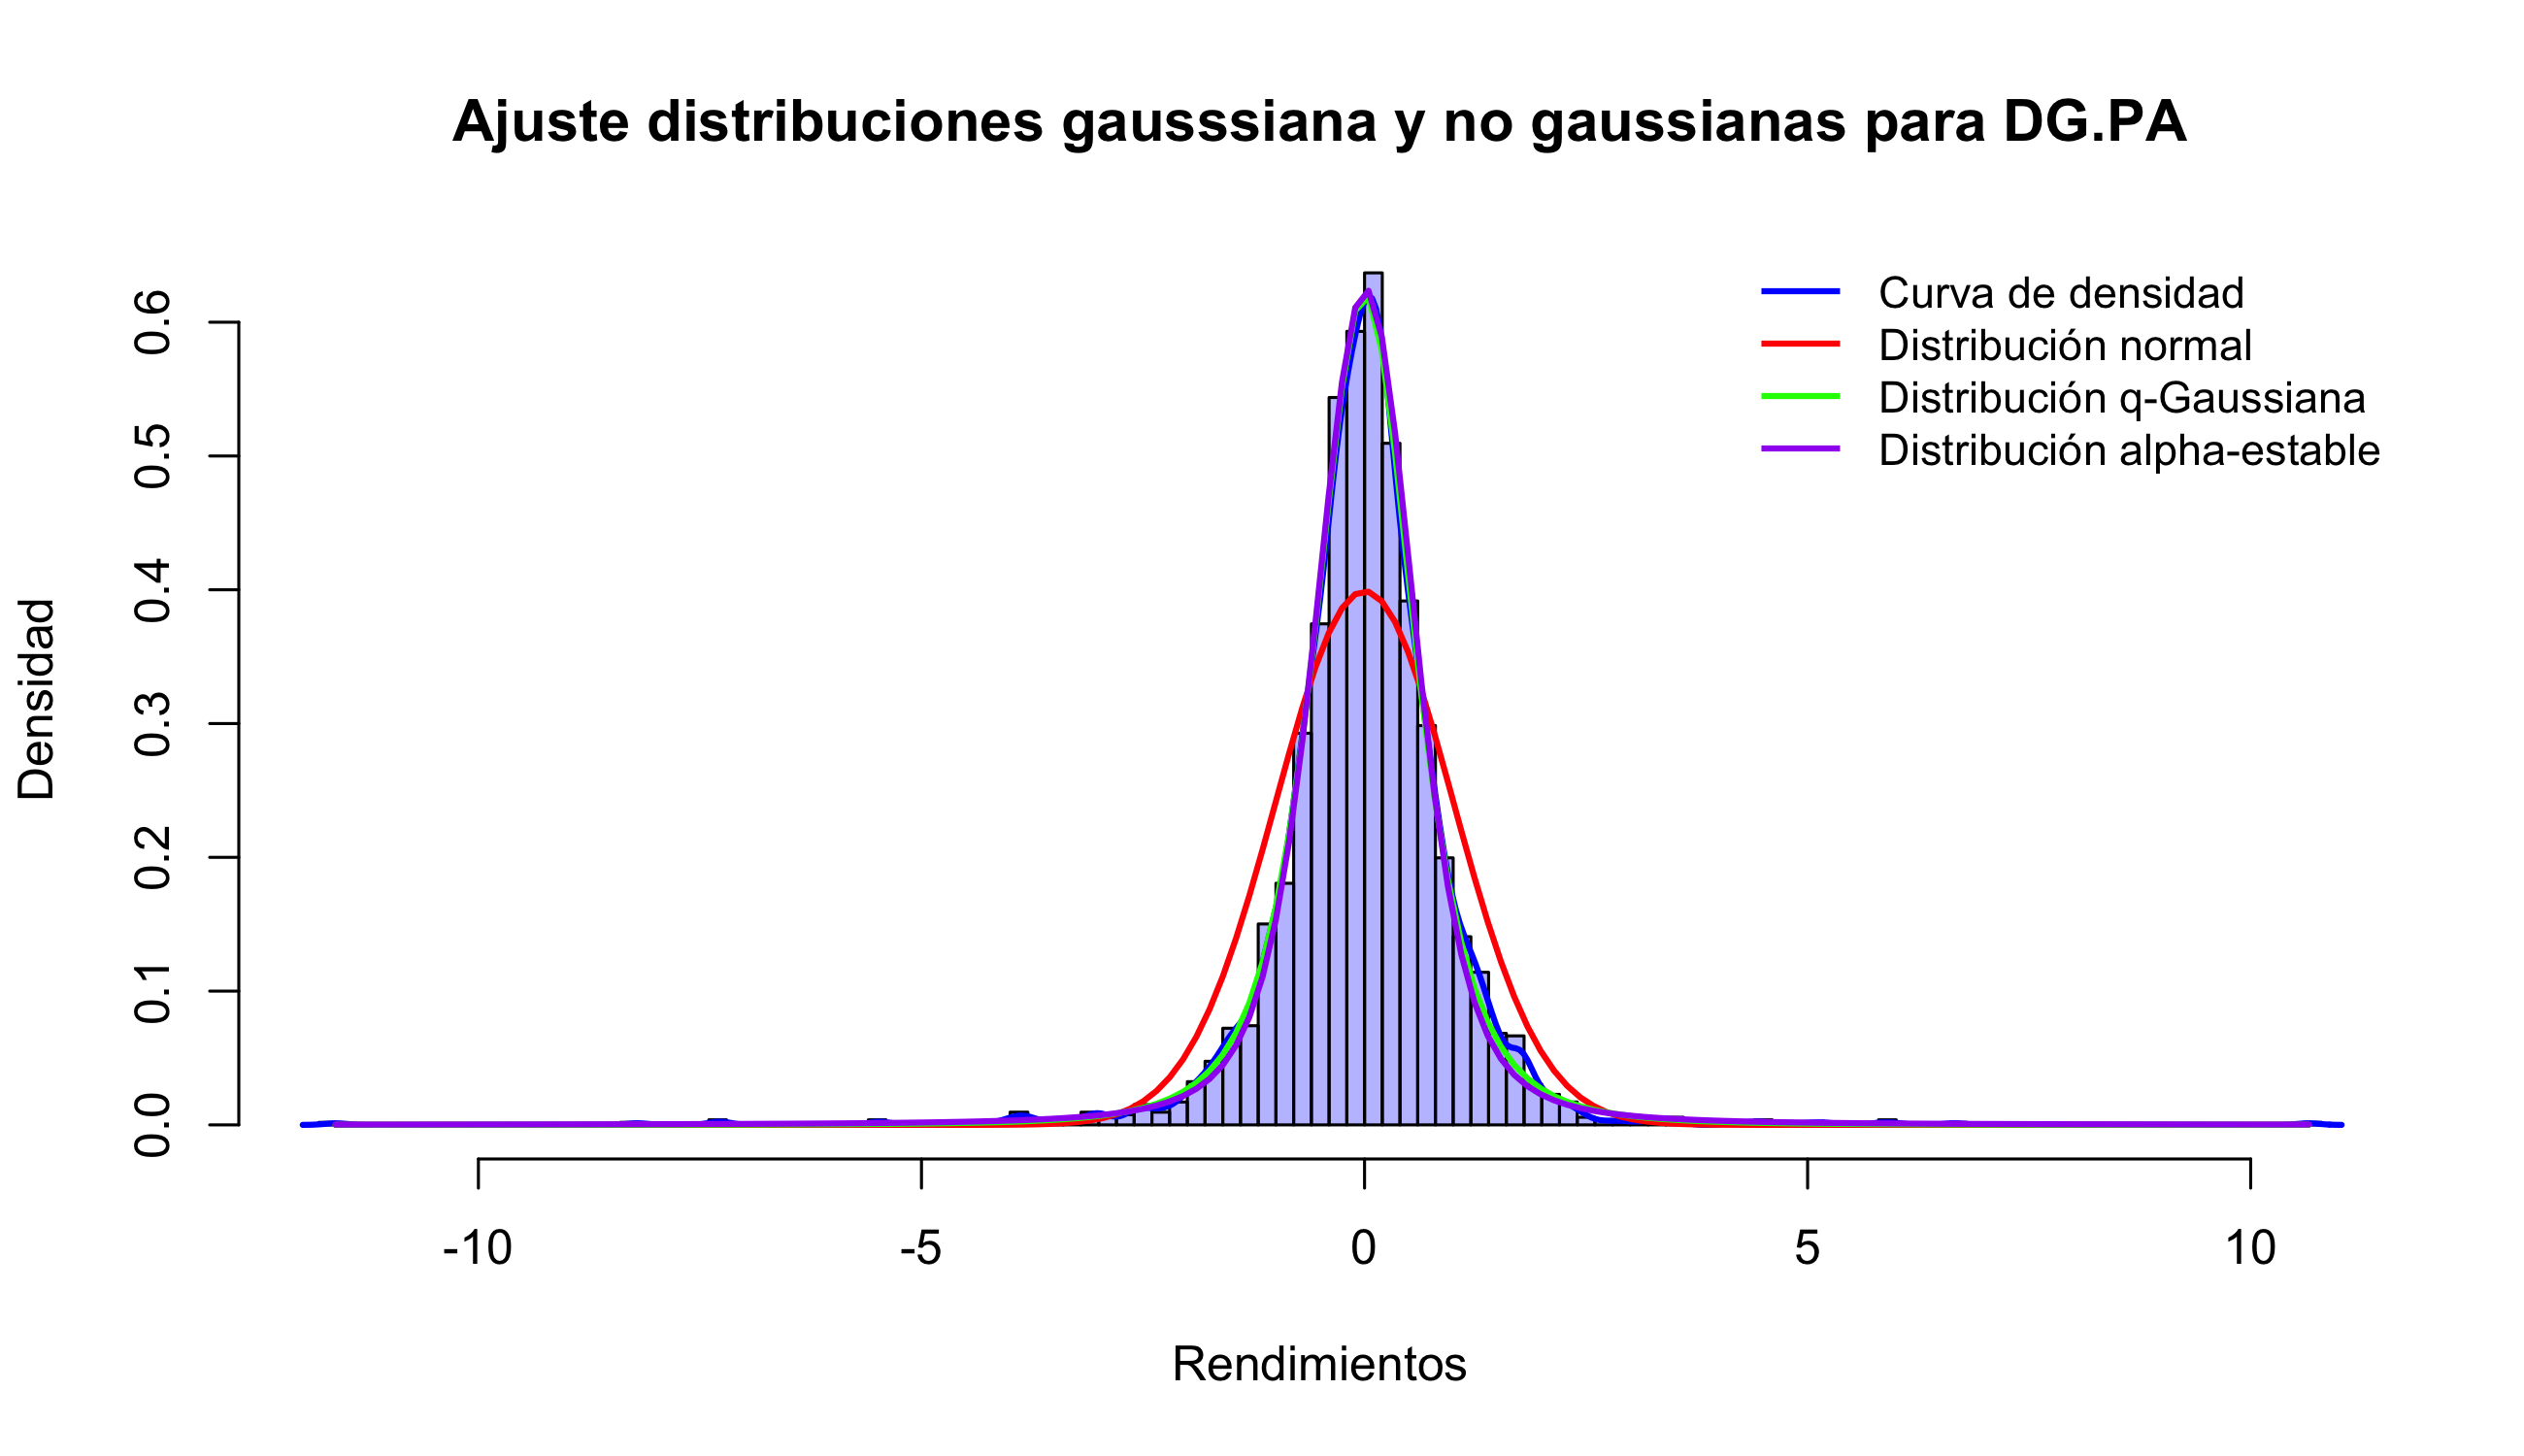 Ajuste distribuciones gausssiana y no gaussianas para DG.PA
Curva de densidad
Distribución normal
Distribución q-Gaussiana
Distribución alpha-estable
Densidad
0.6
0.5
0.4
0.3
0.2
0.1
0.0
-10 -5 0 5 10
Rendimientos